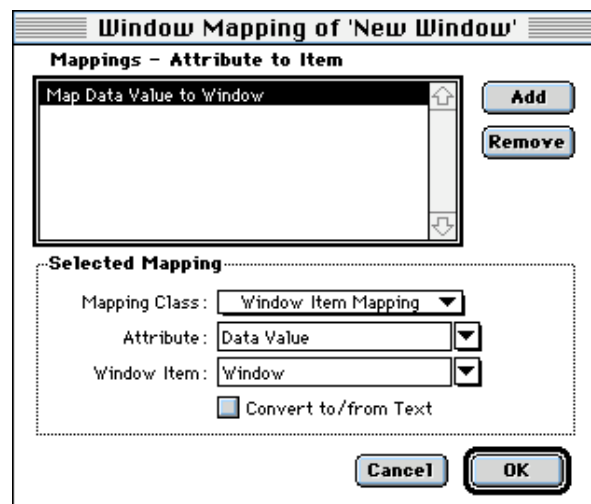 Window Mapping of 'New Window'
Mappings - Attribute to Item
Map Data Value to Window
Add
Remove
Selected Mapping
Mapping Class: Window Item Mapping
Attribute: Data Value
Window Item: Window
Convert to/from Text
Cancel OK